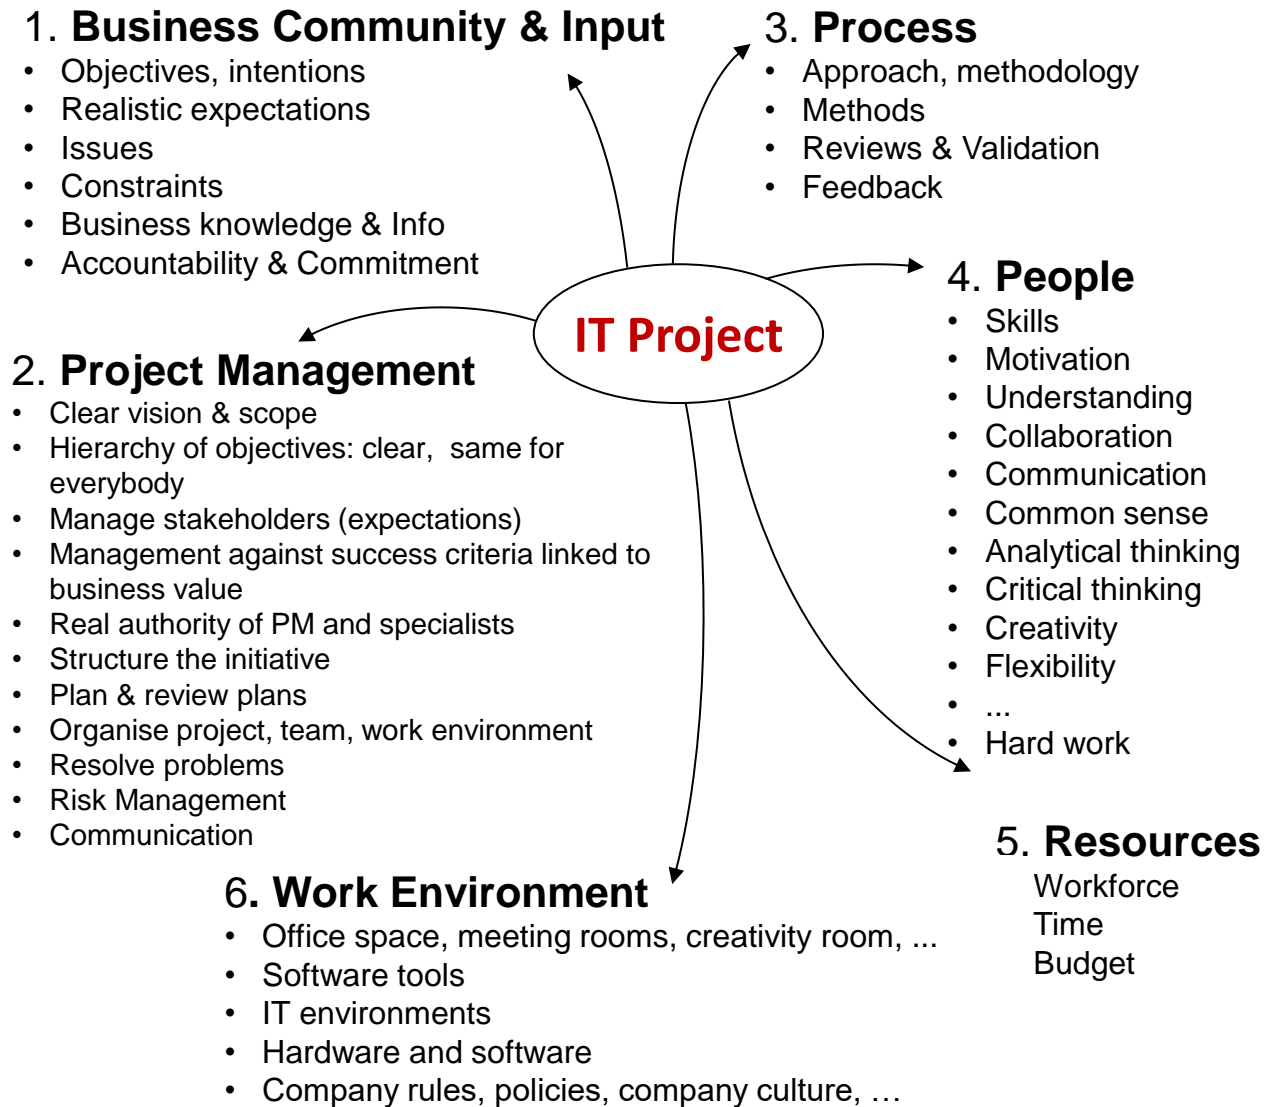 1. Business Community & Input
• Objectives, intentions
• Realistic expectations
• Issues
• Constraints
• Business knowledge & Info
• Accountability & Commitment
2. Project Management
• Clear vision & scope
• Hierarchy of objectives: clear,  same for
everybody
• Manage stakeholders (expectations)
• Management against success criteria linked to
business value
• Real authority of PM and specialists
• Structure the initiative
• Plan & review plans
• Organise project, team, work environment
• Resolve problems
• Risk Management
• Communication
3. Process
• Approach, methodology
• Methods
• Reviews & Validation
• Feedback
IT Project
4. People
• Skills
• Motivation
• Understanding
• Collaboration
• Communication
• Common sense
• Analytical thinking
• Critical thinking
• Creativity
• Flexibility
• ...
• Hard work
5. Resources
Workforce
Time
Budget
6. Work Environment
• Office space, meeting rooms, creativity room, ...
• Software tools
• IT environments
• Hardware and software
• Company rules, policies, company culture, …